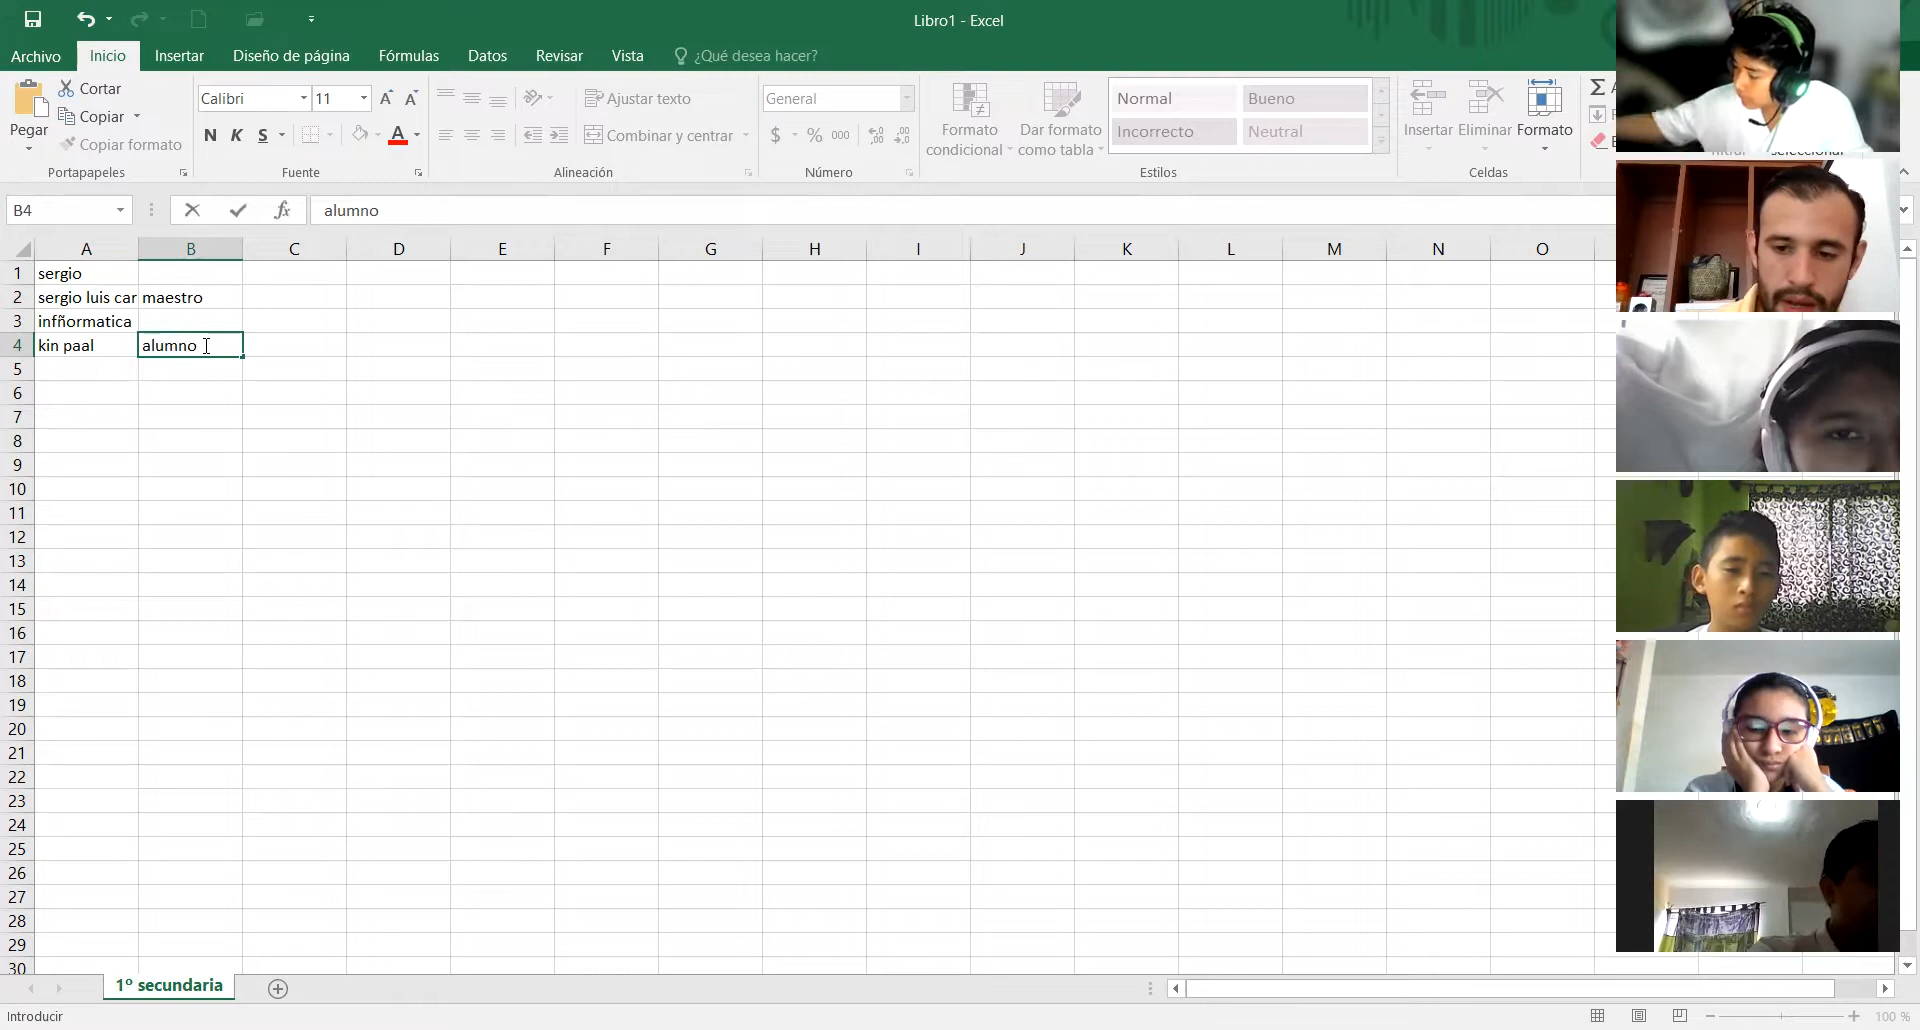 Libro1 - Excel
Archivo Inicio Insertar Diseño de página Fórmulas Datos Revisar Vista ¿Qué desea hacer?
Pegar
Cortar
Copiar
Copiar formato
Portapapeles
Calibri 11
N K S A
Fuente
Ajustar texto
Combinar y centrar
Alineación
General
$ % 000
Número
Formato condicional
Dar formato como tabla
Normal Bueno
Incorrecto Neutral
Estilos
Insertar Eliminar Formato
Celdas
B4 fx alumno
A B C D E F G H I J K L M N O
1 sergio
2 sergio luis car maestro
3 infñormatica
4 kin paal alumno
5
6
7
8
9
10
11
12
13
14
15
16
17
18
19
20
21
22
23
24
25
26
27
28
29
30
1º secundaria
Introducir
100 %